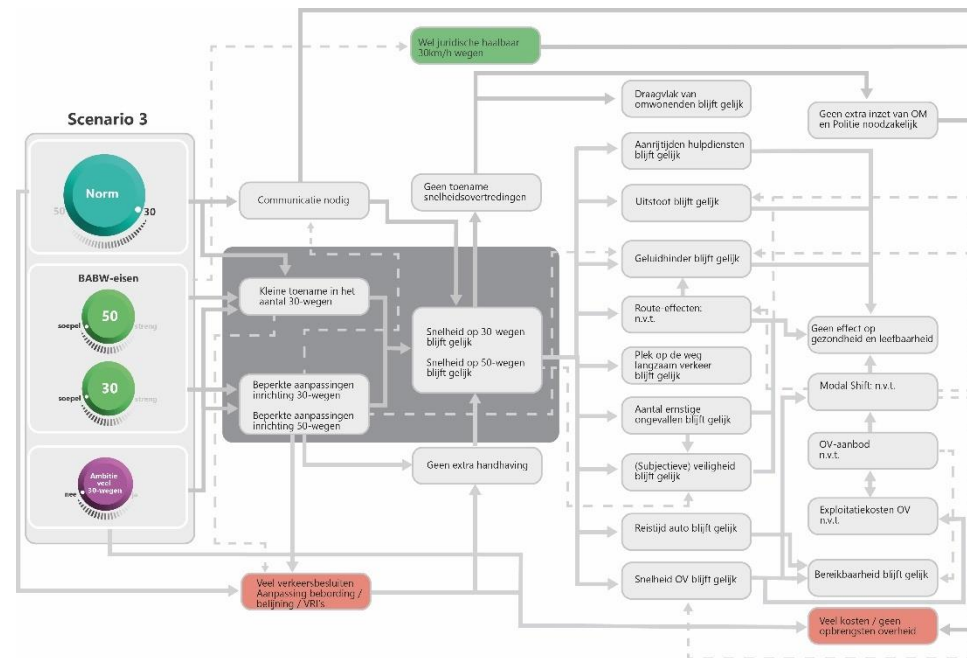 Wel juridische haalbaar
30km/h wegen
Draagvlak van
omwonenden blijft gelijk
Geen extra inzet van OM
en Politie noodzakelijk
Scenario 3
Norm
50
30
Aanrijtijden hulpdiensten
blijft gelijk
Communicatie nodig
Geen toename
snelheidsovertredingen
Uitstoot blijft gelijk
BABW-eisen
50
soepel
streng
30
soepel
streng
Kleine toename in het
aantal 30-wegen
Geluidhinder blijft gelijk
Snelheid op 30 wegen
blijft gelijk
Snelheid op 50-wegen
blijft gelijk
Route-effecten:
n.v.t.
Geen effect op
gezondheid en leefbaarheid
Plek op de weg
langzaam verkeer
blijft gelijk
Modal Shift: n.v.t.
Beperkte aanpassingen
inrichting 30-wegen
Beperkte aanpassingen
inrichting 50-wegen
Aantal ernstige
ongevallen blijft gelijk
OV-aanbod
n.v.t.
Ambitie
veel
30-wegen
nee
Geen extra handhaving
(Subjectieve) veiligheid
blijft gelijk
Exploitatiekosten OV
n.v.t.
Reistijd auto blijft gelijk
Veel verkeersbesluiten
Aanpassing bebording /
belijning / VRI's
Snelheid OV blijft gelijk
Bereikbaarheid blijft gelijk
Veel kosten / geen
opbrengsten overheid